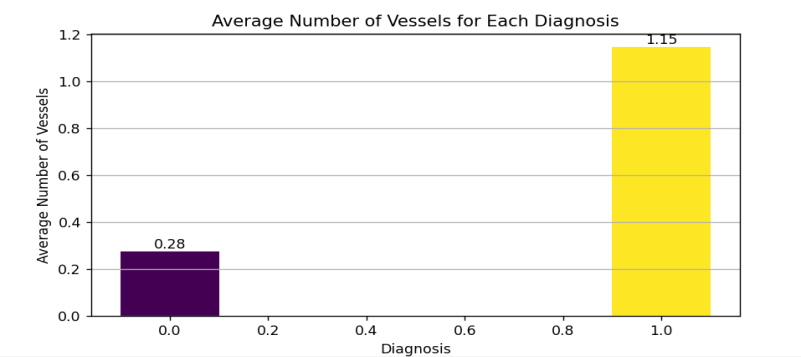 Average Number of Vessels for Each Diagnosis
Average Number of Vessels
1.2
1.0
0.8
0.6
0.4
0.2
0.0
0.28
1.15
0.0 0.2 0.4 0.6 0.8 1.0
Diagnosis